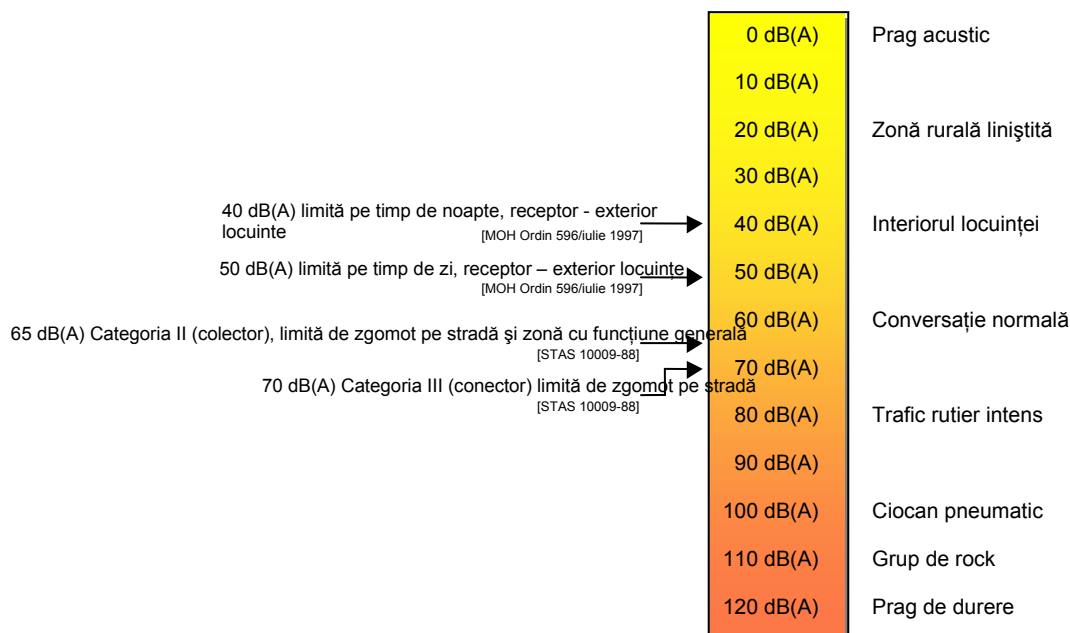 0 dB(A) Prag acustic
10 dB(A)
20 dB(A) Zonă rurală liniştită
30 dB(A)
40 dB(A) limită pe timp de noapte, receptor - exterior
locuinte [MOH Ordin 596/iulie 1997]
40 dB(A) Interiorul locuinței
50 dB(A) limită pe timp de zi, receptor – exterior locuințe
[MOH Ordin 596/iulie 1997]
50 dB(A)
60 dB(A) Conversație normală
65 dB(A) Categoria II (colector), limită de zgomot pe stradă şi zonă cu funcțiune generală
[STAS 10009-88]
70 dB(A)
70 dB(A) Categoria III (conector) limită de zgomot pe stradă
[STAS 10009-88]
80 dB(A) Trafic rutier intens
90 dB(A)
100 dB(A) Ciocan pneumatic
110 dB(A) Grup de rock
120 dB(A) Prag de durere